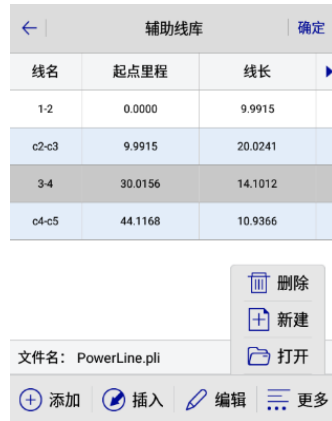 辅助线库 确定
线名 起点里程 线长
1-2 0.0000 9.9915
c2-c3 9.9915 20.0241
3-4 30.0156 14.1012
c4-c5 44.1168 10.9366
删除
新建
打开
文件名: PowerLine.pli
添加 插入 编辑 更多